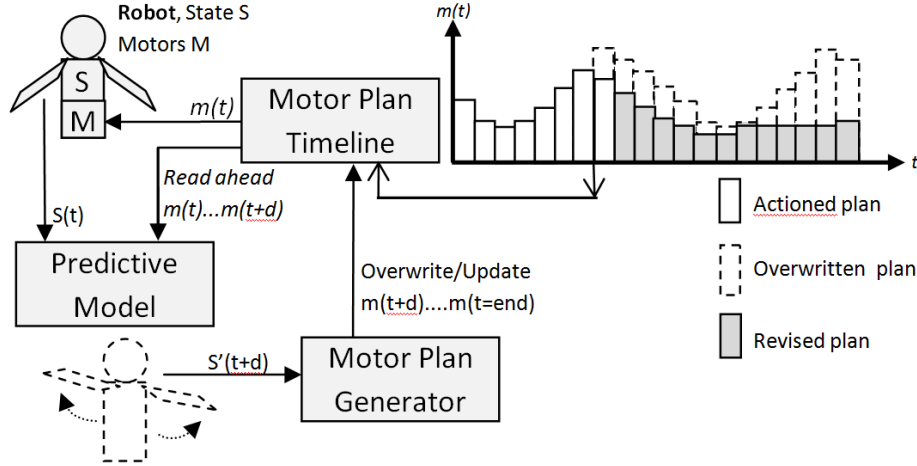 Robot, State S
Motors M
S
M
m(t)
Motor Plan
Timeline
m(t)
t
Read ahead
m(t)...m(t+d)
S(t)
Predictive
Model
Overwrite/Update
m(t+d)....m(t=end)
S’(t+d)
Motor Plan
Generator
Actioned plan
Overwritten plan
Revised plan